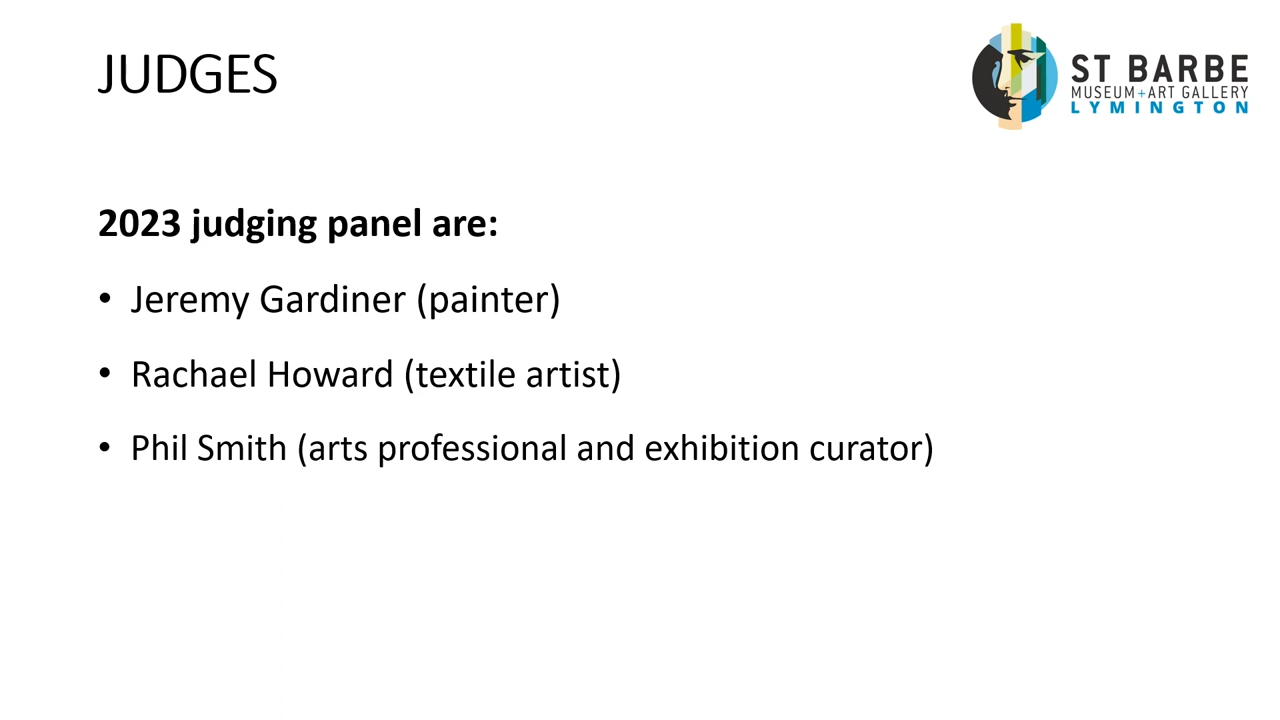 JUDGES
ST BARBE
MUSEUM+ART GALLERY
LYMINGTON
2023 judging panel are:
• Jeremy Gardiner (painter)
• Rachael Howard (textile artist)
• Phil Smith (arts professional and exhibition curator)